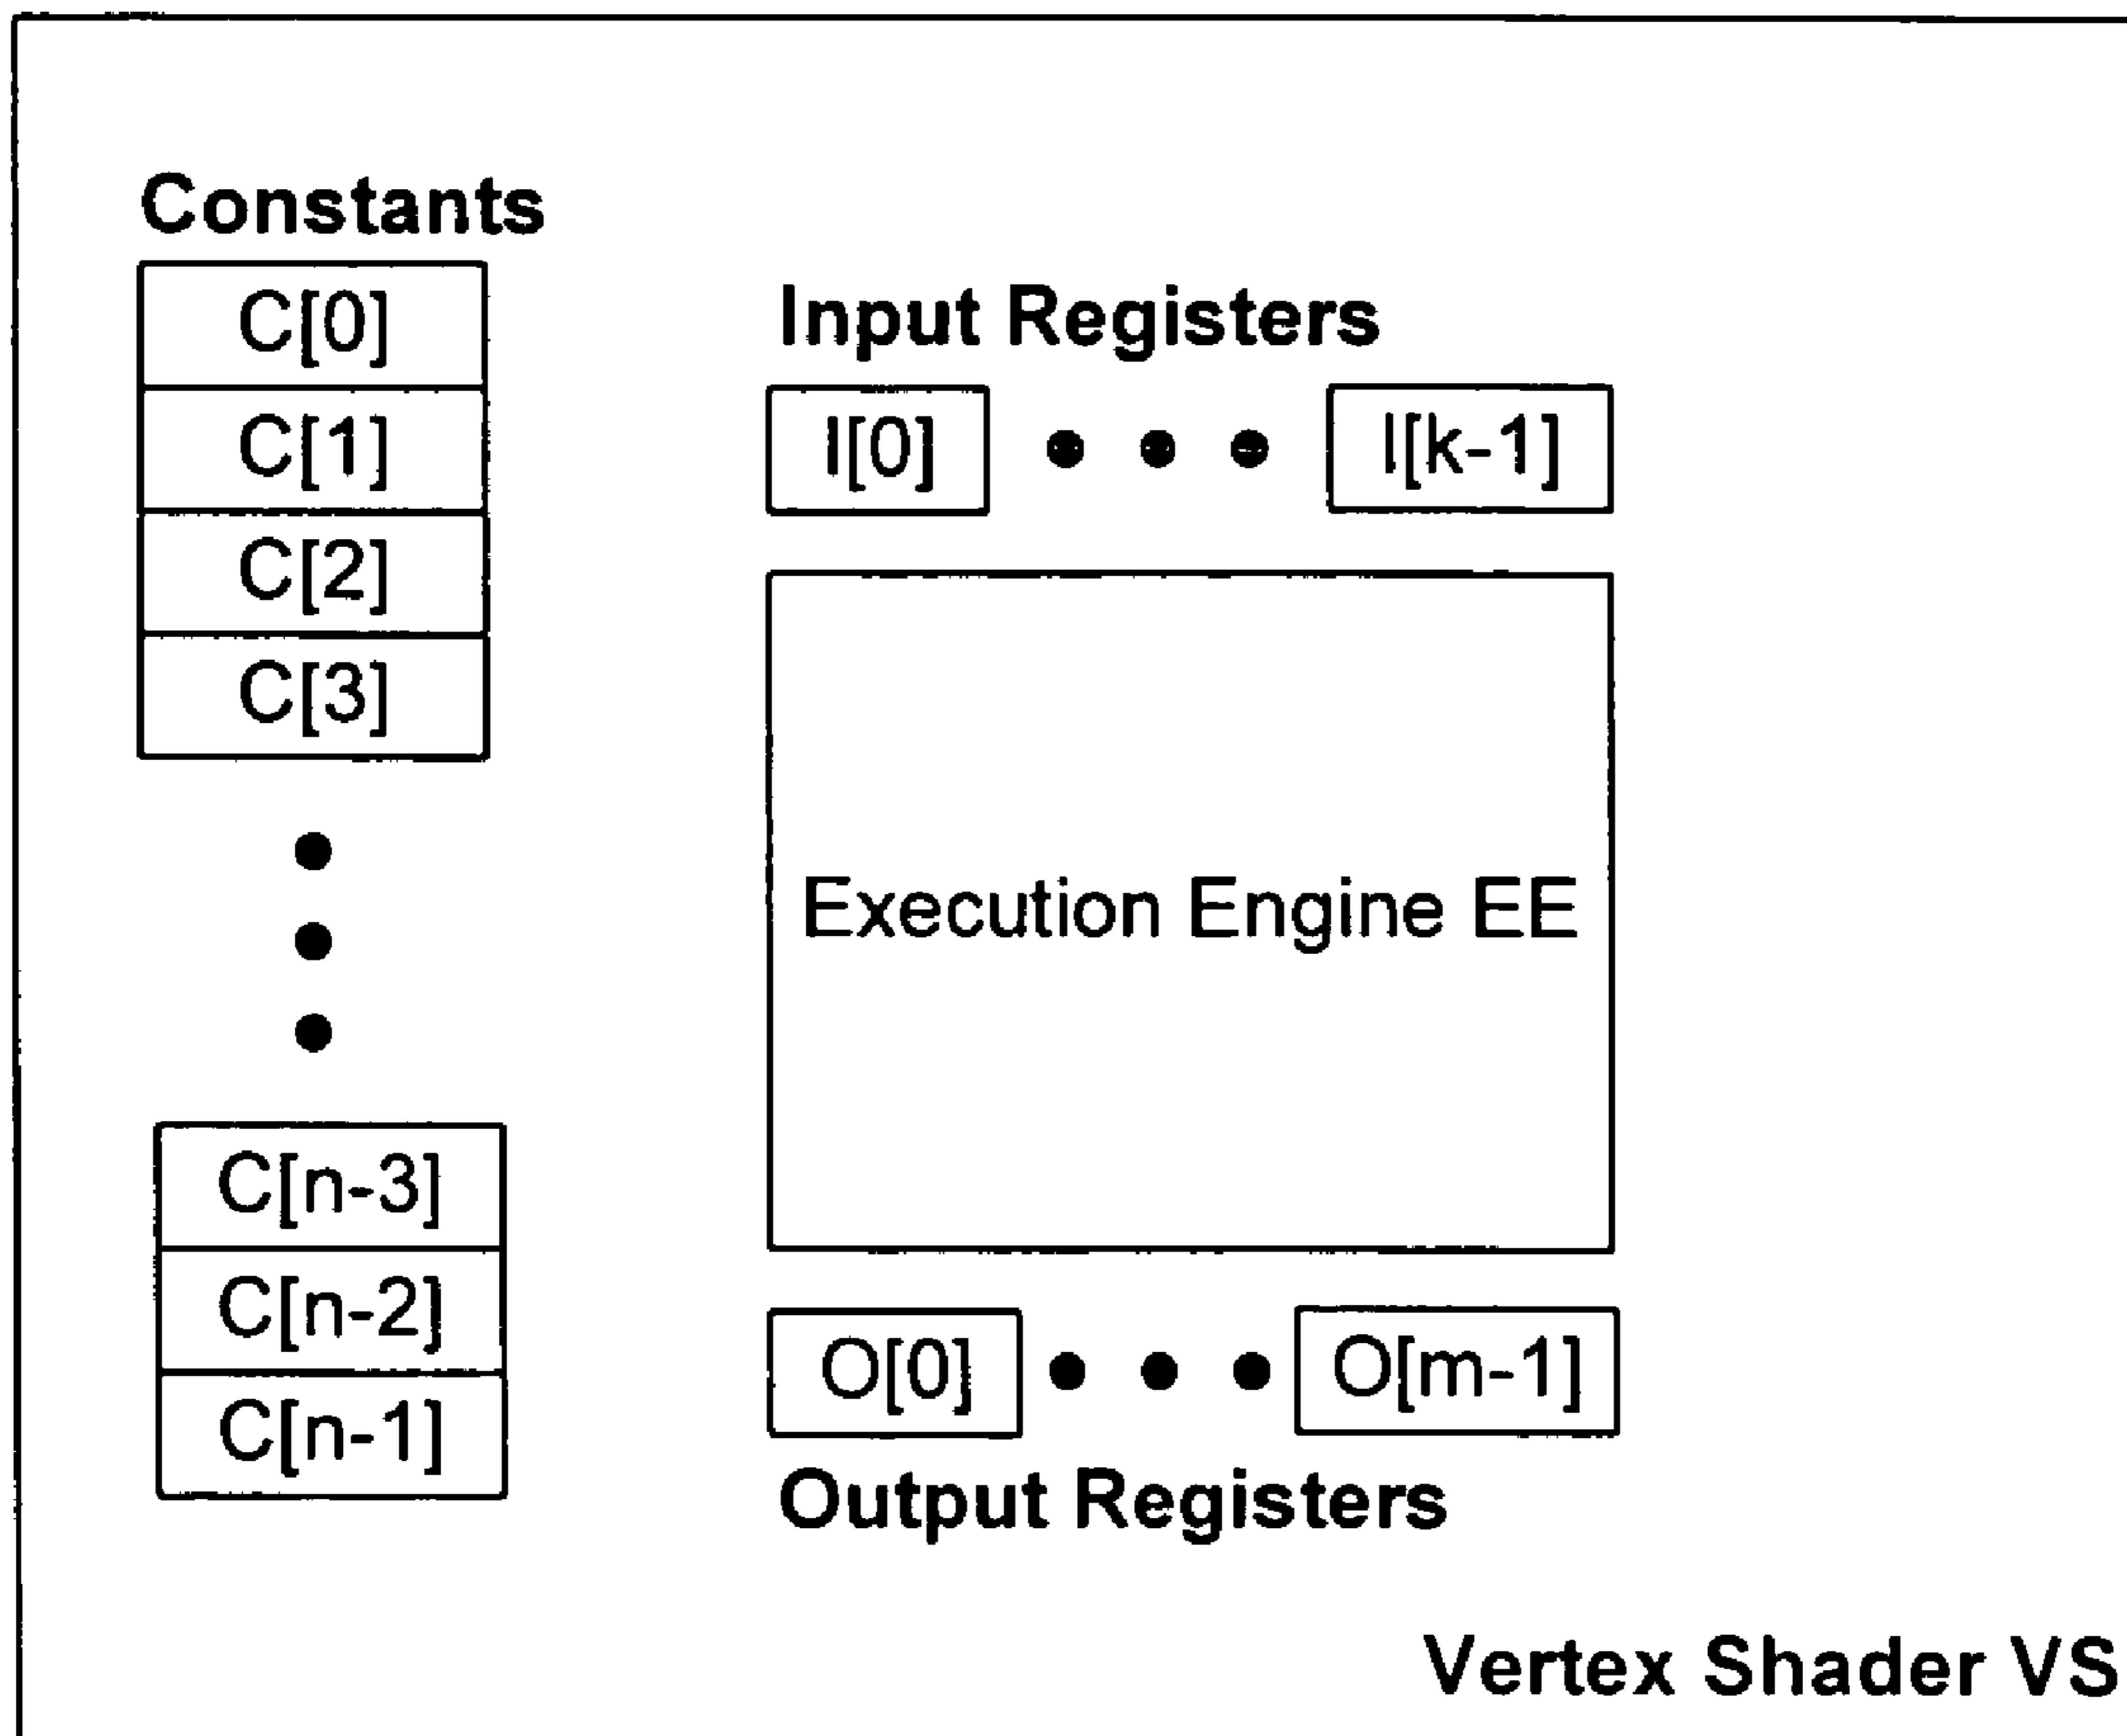 Constants
C[0]
C[1]
C[2]
C[3]
C[n-3]
C[n-2]
C[n-1]
Input Registers
I[0] ● ● ● I[k-1]
Execution Engine EE
O[0] ● ● ● O[m-1]
Output Registers
Vertex Shader VS